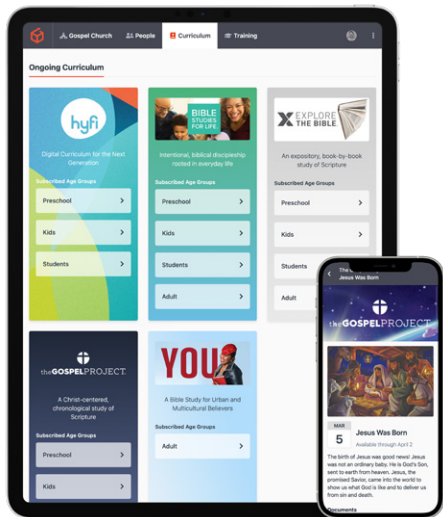 Gospel Church
People
Curriculum
Training
Ongoing Curriculum
hyfi
Digital Curriculum for the Next
Generation
Subscribed Age Groups
Preschool
Kids
Students
BIBLE
STUDIES
FOR LIFE.
Intentional, biblical discipleship
rooted in everyday life
Subscribed Age Groups
Preschool
Kids
Students
Adult
EXPLORE
THE BIBLE
An expository, book-by-book
study of Scripture
Subscribed Age Groups
Preschool
Kids
Students
Adult
the GOSPEL PROJECT.
A Christ-centered,
chronological study of
Scripture
Subscribed Age Groups
Preschool
Kids
YOU
A Bible Study for Urban and
Multicultural Believers
Subscribed Age Groups
Adult
Jesus Was Born
the GOSPEL PROJECT
MAR
5
Jesus Was Born
Available through April 2
The birth of Jesus was good news! Jesus
was not an ordinary baby. He is God's Son,
sent to earth from heaven. Jesus, the
promised Savior, came into the world to
show us what God is like and to deliver us
from sin and death.
Documents